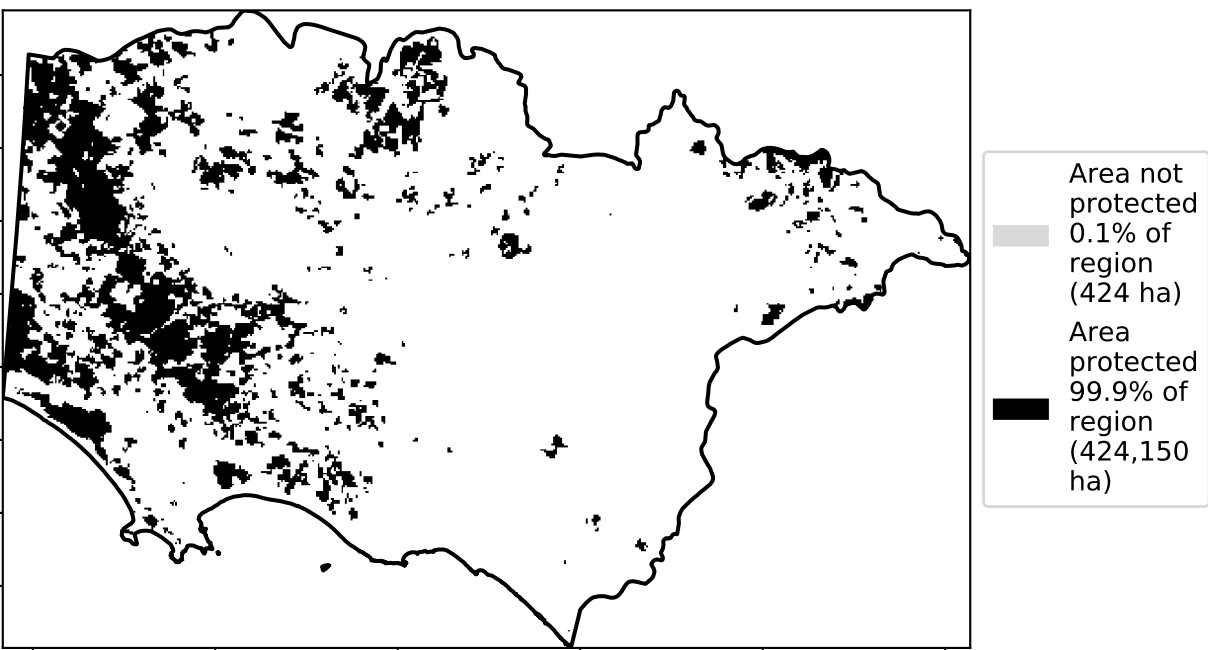 Area not
protected
0.1% of
region
(424 ha)
Area
protected
99.9% of
region
(424,150
ha)